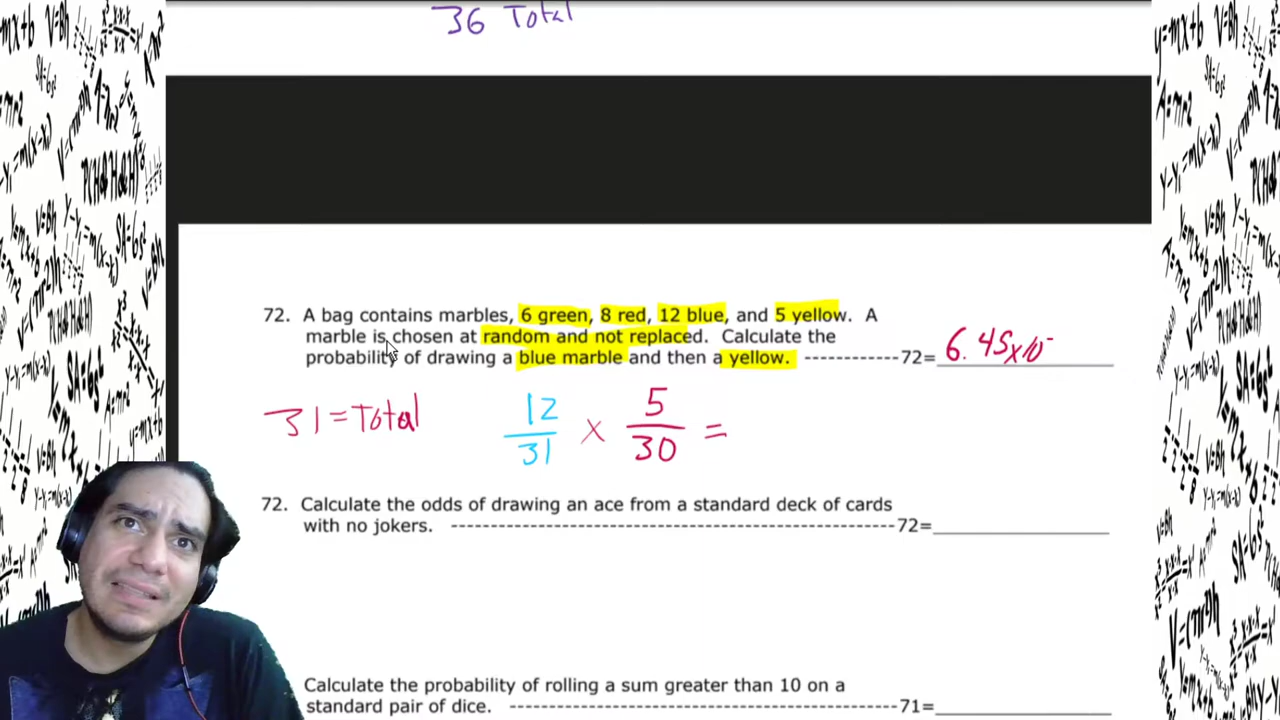 36 Total
72. A bag contains marbles, 6 green, 8 red, 12 blue, and 5 yellow. A
marble is chosen at random and not replaced. Calculate the
probability of drawing a blue marble and then a yellow. ------------72= 6.45x10-
31=Total
12/31 x 5/30 =
72. Calculate the odds of drawing an ace from a standard deck of cards
with no jokers. --------------------------------------------------------72=
Calculate the probability of rolling a sum greater than 10 on a
standard pair of dice. -------------------------------------------------71=